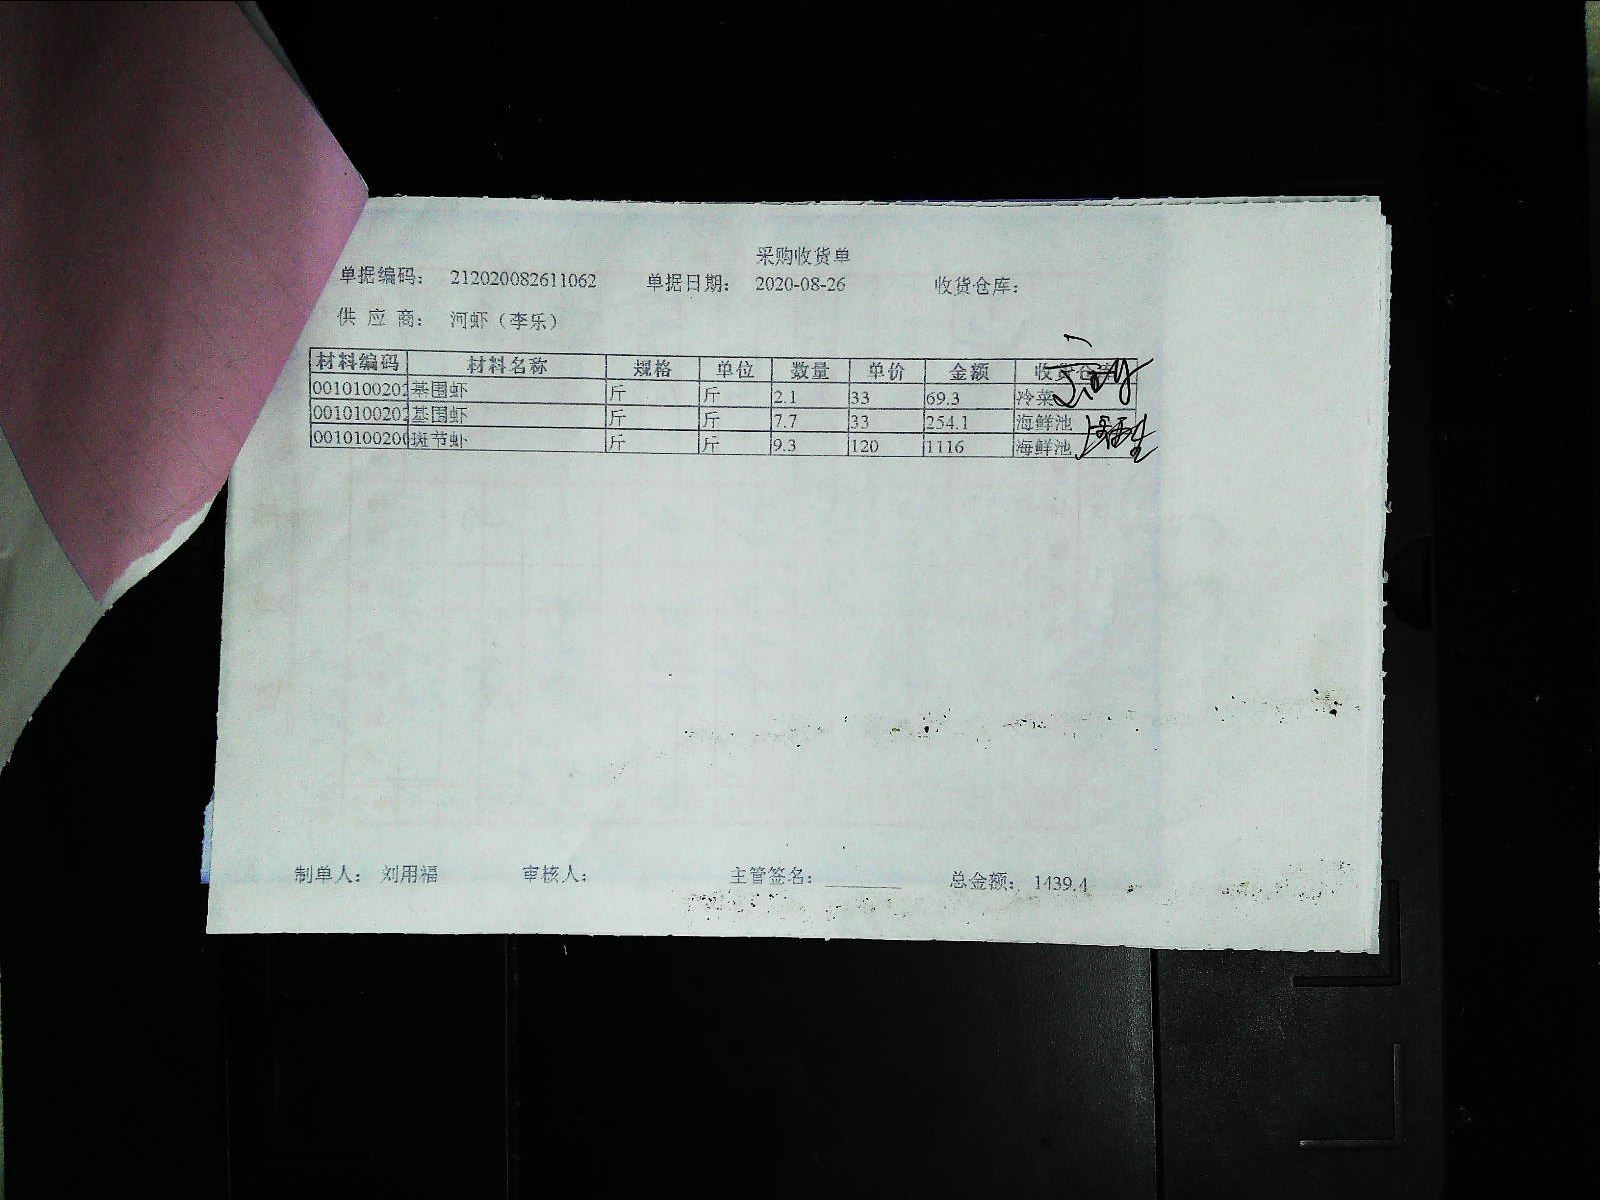 采购收货单
单据编码： 212020082611062 单据日期： 2020-08-26 收货仓库：
供 应 商： 河虾（李乐）
材料编码 材料名称 规格 单位 数量 单价 金额 收货仓库
0010100202 基围虾 斤 斤 2.1 33 69.3 冷菜
0010100202 基围虾 斤 斤 7.7 33 254.1 海鲜池
0010100200 斑节虾 斤 斤 9.3 120 1116 海鲜池
制单人： 刘用福 审核人： 主管签名： 总金额： 1439.4